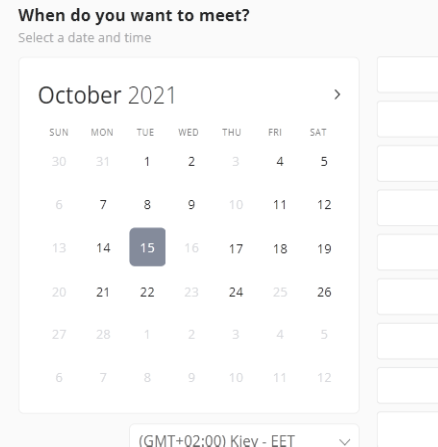 When do you want to meet?
Select a date and time
October 2021
SUN MON TUE WED THU FRI SAT
30 31 1 2 3 4 5
6 7 8 9 10 11 12
13 14 15 16 17 18 19
20 21 22 23 24 25 26
27 28 1 2 3 4 5
6 7 8 9 10 11 12
(GMT+02:00) Kiev - EET